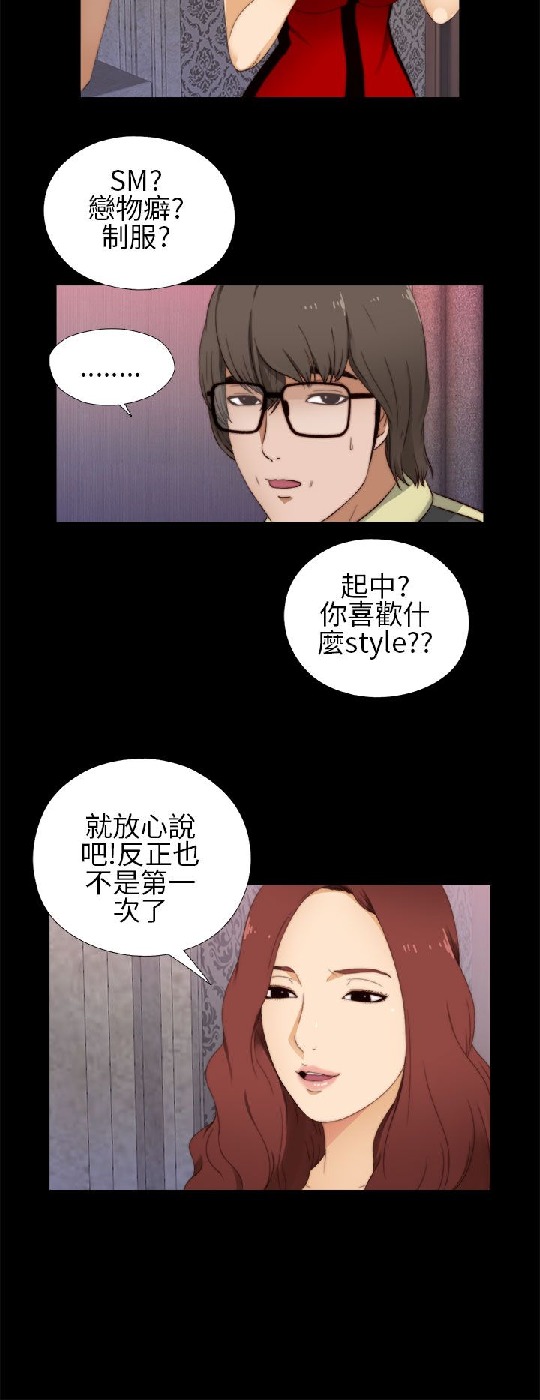 SM?
戀物癖?
制服?
........
起中?
你喜歡什
麼style??
就放心說
吧!反正也
不是第一
次了